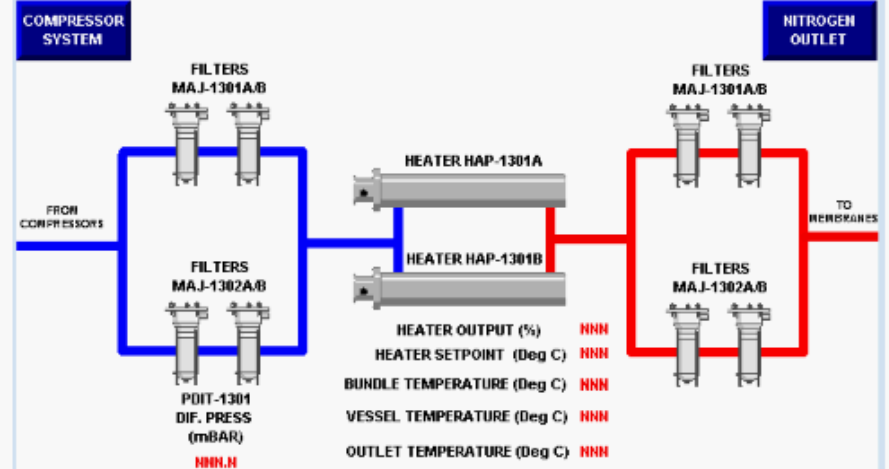 COMPRESSOR
SYSTEM
NITROGEN
OUTLET
FILTERS
MAJ-1301A/B
FILTERS
MAJ-1301A/B
HEATER HAP-1301A
FROM
COMPRESSORS
TO
MEMBRANES
HEATER HAP-1301B
FILTERS
MAJ-1302A/B
FILTERS
MAJ-1302A/B
HEATER OUTPUT (%) NNN
HEATER SETPOINT (Deg C) NNN
BUNDLE TEMPERATURE (Deg C) NNN
VESSEL TEMPERATURE (Deg C) NNN
OUTLET TEMPERATURE (Deg C) NNN
PDIT-1301
DIF. PRESS
(mBAR)
NNN.N